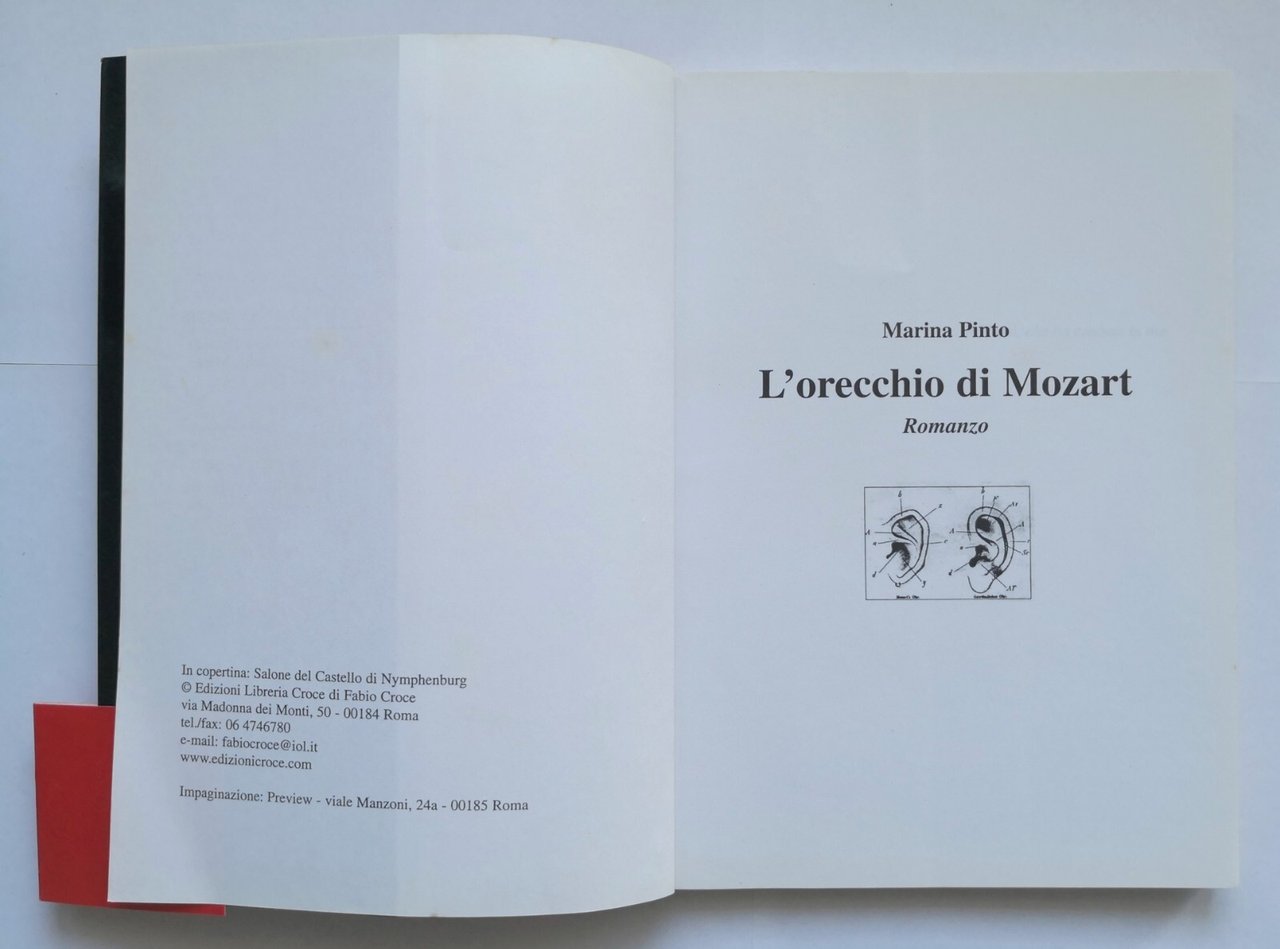 In copertina: Salone del Castello di Nymphenburg
© Edizioni Libreria Croce di Fabio Croce
via Madonna dei Monti, 50 - 00184 Roma
tel./fax: 06 4746780
e-mail: fabiocroce@iol.it
www.edizionicroce.com
Impaginazione: Preview - viale Manzoni, 24a - 00185 Roma
Marina Pinto
L'orecchio di Mozart
Romanzo